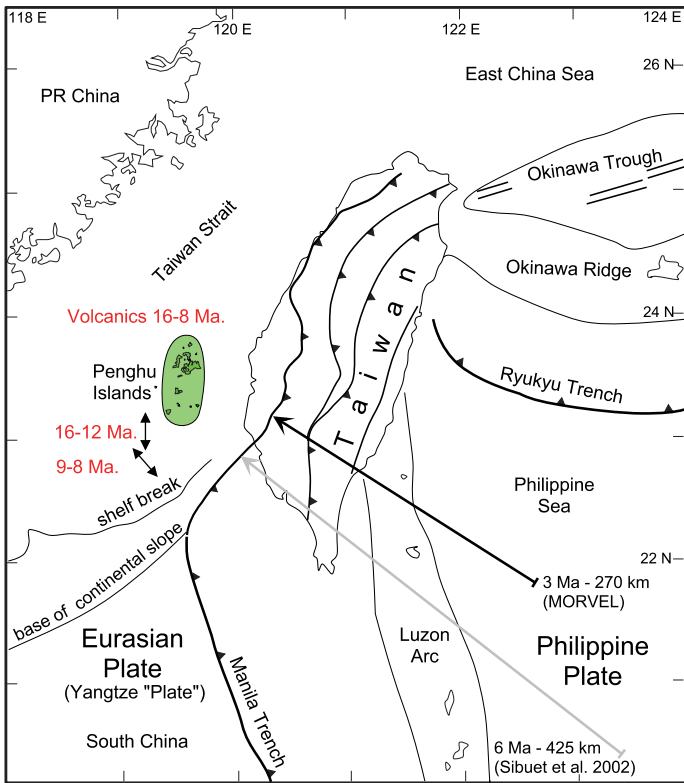 118 E
120 E
122 E
124 E
26 N
East China Sea
PR China
Okinawa Trough
Taiwan Strait
Okinawa Ridge
24 N
Volcanics 16-8 Ma.
Penghu
Islands
Taiwan
Ryukyu Trench
16-12 Ma.
9-8 Ma.
shelf break
Philippine
Sea
22 N
base of continental slope
3 Ma - 270 km
(MORVEL)
Eurasian
Plate
(Yangtze "Plate")
Luzon
Arc
Philippine
Plate
Manila Trench
South China
6 Ma - 425 km
(Sibuet et al. 2002)